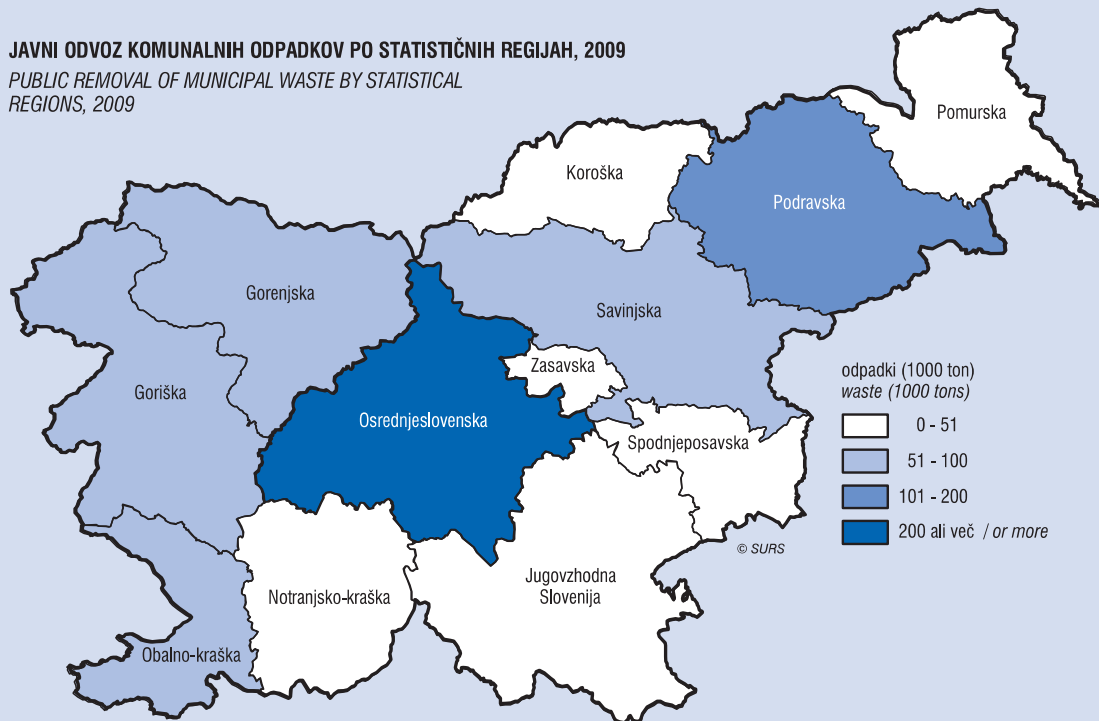 JAVNI ODVOZ KOMUNALNIH ODPADKOV PO STATISTIČNIH REGIJAH, 2009
PUBLIC REMOVAL OF MUNICIPAL WASTE BY STATISTICAL
REGIONS, 2009
Pomurska
Koroška
Podravska
Gorenjska
Savinjska
Zasavska
Goriška
Osrednjeslovenska
Spodnjeposavska
Jugovzhodna
Slovenija
Notranjsko-kraška
Obalno-kraška
odpadki (1000 ton)
waste (1000 tons)
0 - 51
51 - 100
101 - 200
200 ali več / or more
© SURS